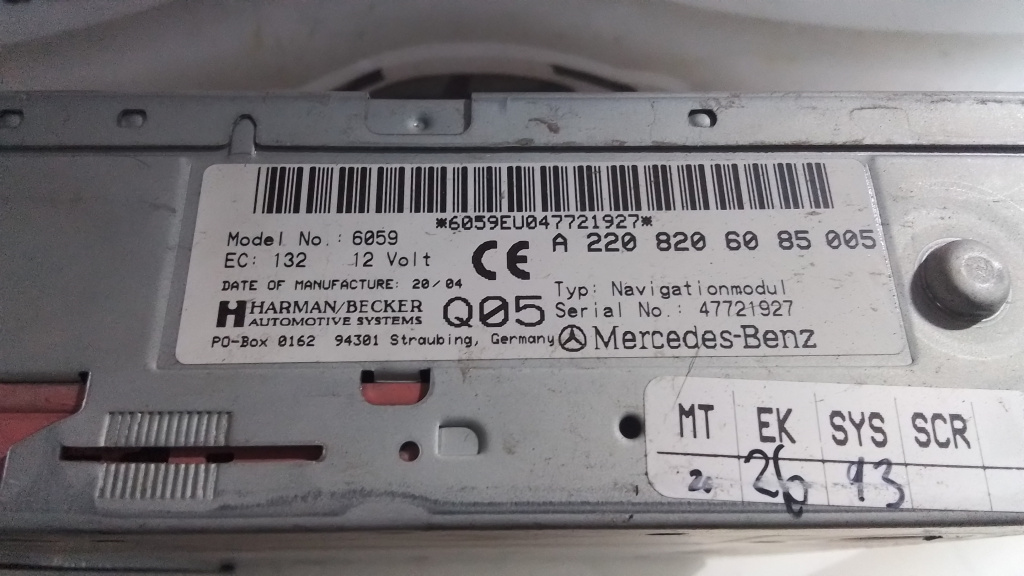 *6059EU047721927*
Model No.: 6059
A 220 820 60 85 005
EC: 132 12 Volt
CE
DATE OF MANUFACTURE: 20/04
Typ: Navigationmodul
HARMAN/BECKER
AUTOMOTIVE SYSTEMS
Q05
Serial No.: 47721927
PO-Box 0162 94301 Straubing, Germany
Mercedes-Benz
MT EK SYS SCR
20 26 93